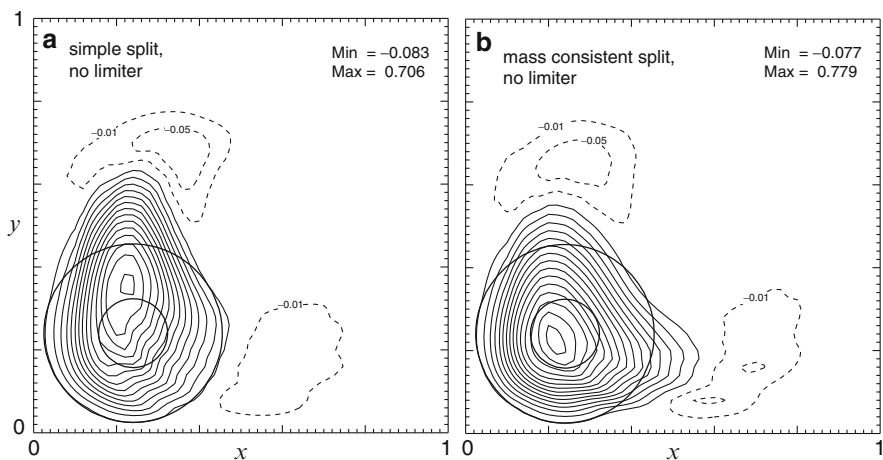 1
a
simple split,
no limiter
Min = −0.083
Max = 0.706
−0.01
−0.05
−0.01
y
0
0
x
1
b
mass consistent split,
no limiter
Min = −0.077
Max = 0.779
−0.01
−0.05
−0.01
0
x
1